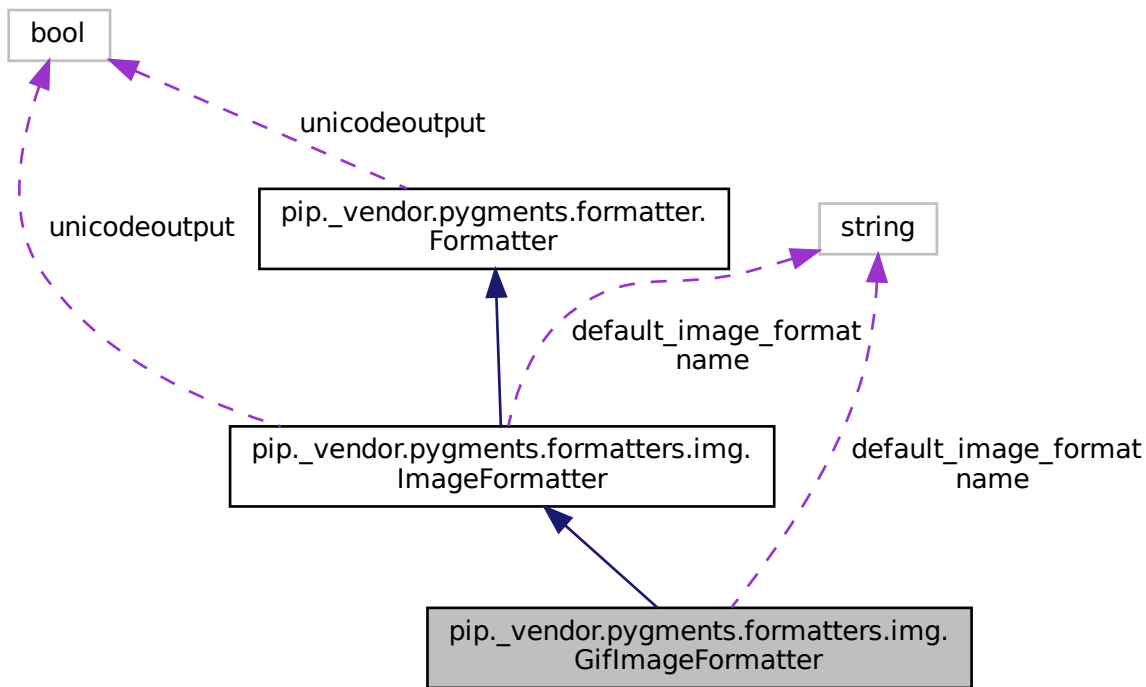 bool
unicodeoutput
pip._vendor.pygments.formatter.
Formatter
string
unicodeoutput
default_image_format
name
pip._vendor.pygments.formatters.img.
ImageFormatter
default_image_format
name
pip._vendor.pygments.formatters.img.
GifImageFormatter